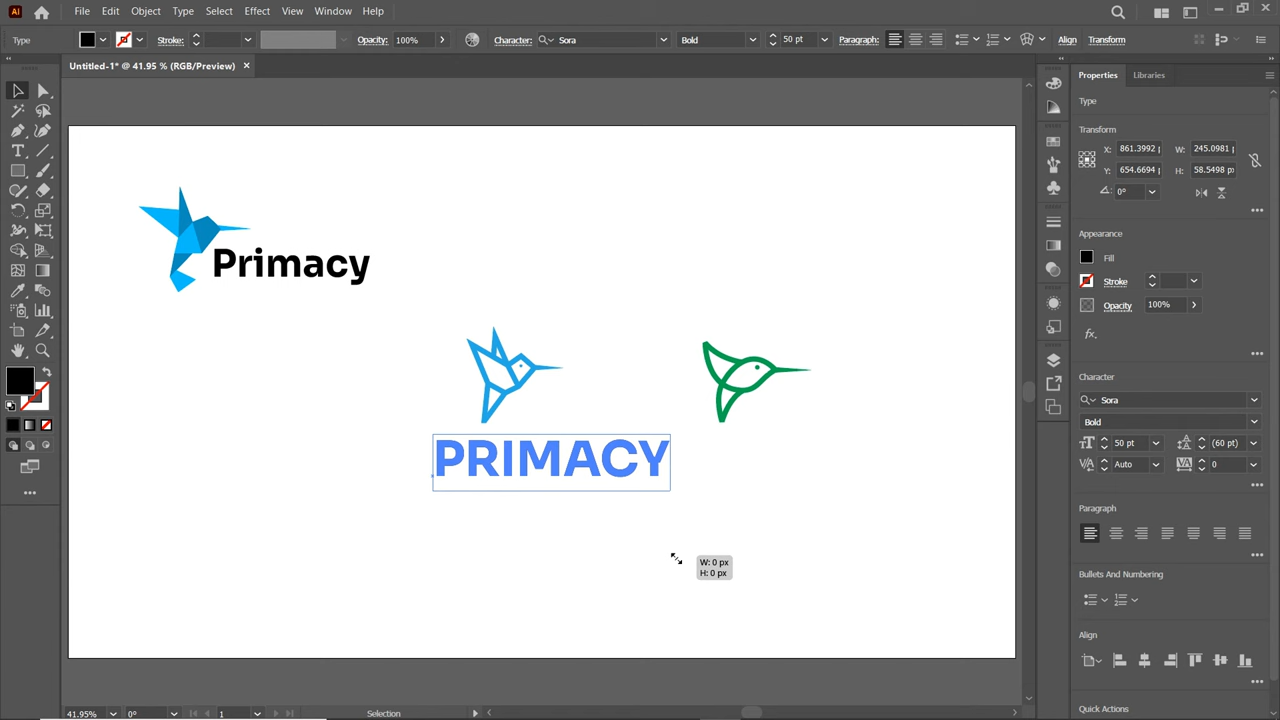 Ai File Edit Object Type Select Effect View Window Help
Type Stroke: Opacity: 100% Character: Sora Bold 50 pt Paragraph: Align Transform
Untitled-1* @ 41.95 % (RGB/Preview) ×
Properties Libraries
Type
Transform
X: 861.3992 p W: 245.0981 p
Y: 654.6694 p H: 58.5498 px
0°
Appearance
Fill
Stroke
Opacity 100%
fx.
Character
Sora
Bold
50 pt (60 pt)
Auto 0
Paragraph
Bullets And Numbering
Align
Quick Actions
Primacy
PRIMACY
W: 0 px
H: 0 px
41.95% 0° 1 Selection